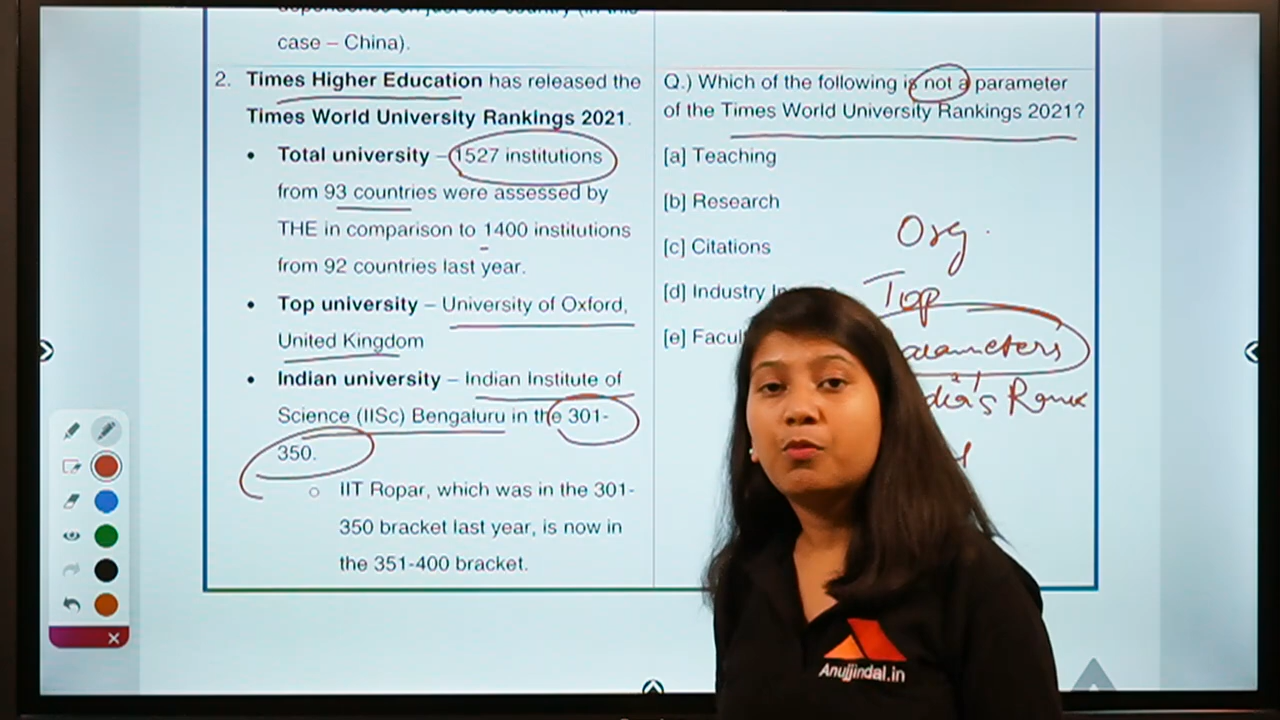 case – China).
2. Times Higher Education has released the
Times World University Rankings 2021.
• Total university – 1527 institutions
from 93 countries were assessed by
THE in comparison to 1400 institutions
from 92 countries last year.
• Top university – University of Oxford,
United Kingdom
• Indian university – Indian Institute of
Science (IISc) Bengaluru in the 301-
350.
o IIT Ropar, which was in the 301-
350 bracket last year, is now in
the 351-400 bracket.
Q.) Which of the following is not a parameter
of the Times World University Rankings 2021?
[a] Teaching
[b] Research
[c] Citations
[d] Industry
[e]
Org.
Top
Anujjindal.in